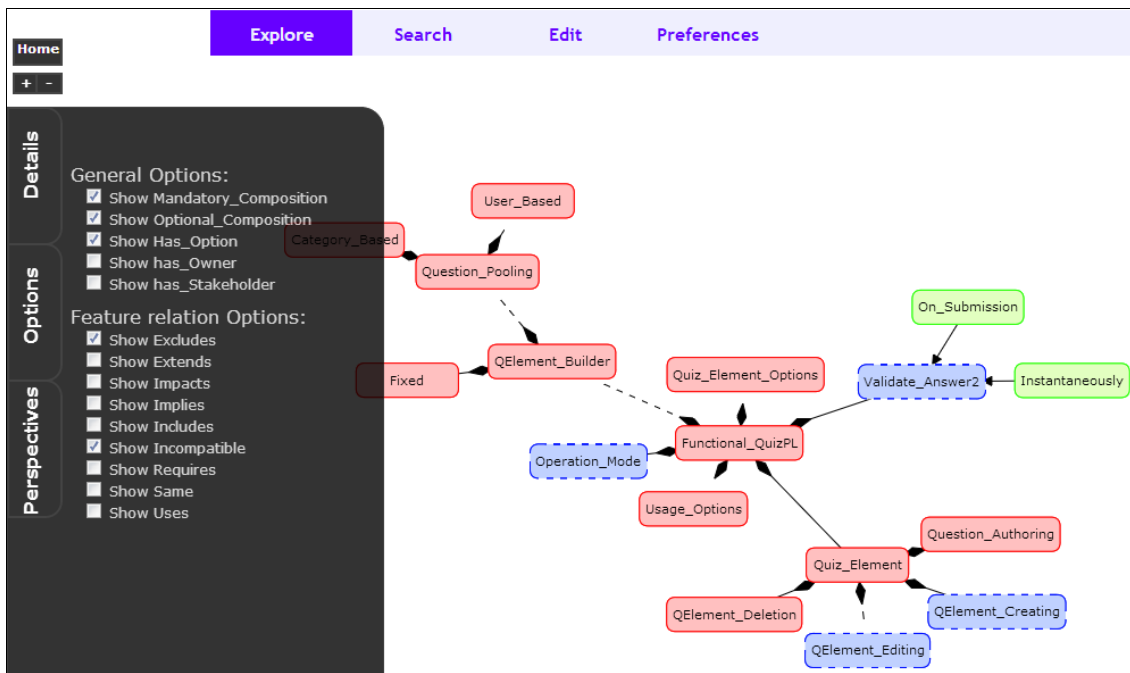 Explore
Search
Edit
Preferences
Home
+ -
Details
Options
Perspectives
General Options:
Show Mandatory_Composition
Show Optional_Composition
Show Has_Option
Show has_Owner
Show has_Stakeholder
Feature relation Options:
Show Excludes
Show Extends
Show Impacts
Show Implies
Show Includes
Show Incompatible
Show Requires
Show Same
Show Uses
User_Based
Category_Based
Question_Pooling
On_Submission
QElement_Builder
Fixed
Quiz_Element_Options
Validate_Answer2
Instantaneously
Functional_QuizPL
Operation_Mode
Usage_Options
Question_Authoring
Quiz_Element
QElement_Deletion
QElement_Creating
QElement_Editing